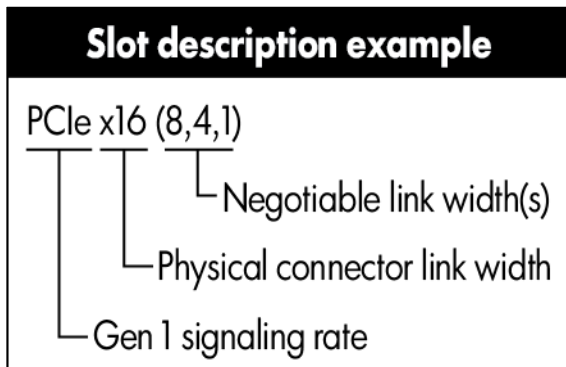 Slot description example
PCIe x16 (8,4,1)
Negotiable link width(s)
Physical connector link width
Gen 1 signaling rate